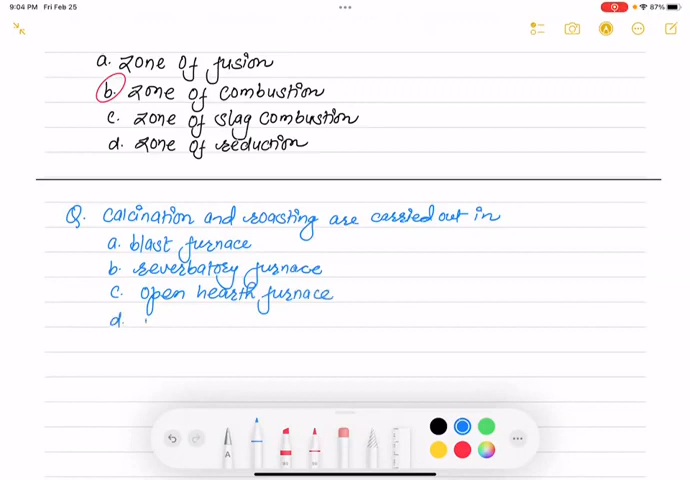 9:04 PM Fri Feb 25
87%
a. Zone of fusion
b. Zone of combustion
c. Zone of slag combustion
d. Zone of reduction
Q. Calcination and roasting are carried out in
a. blast furnace
b. reverbatory furnace
c. open hearth furnace
d.
A